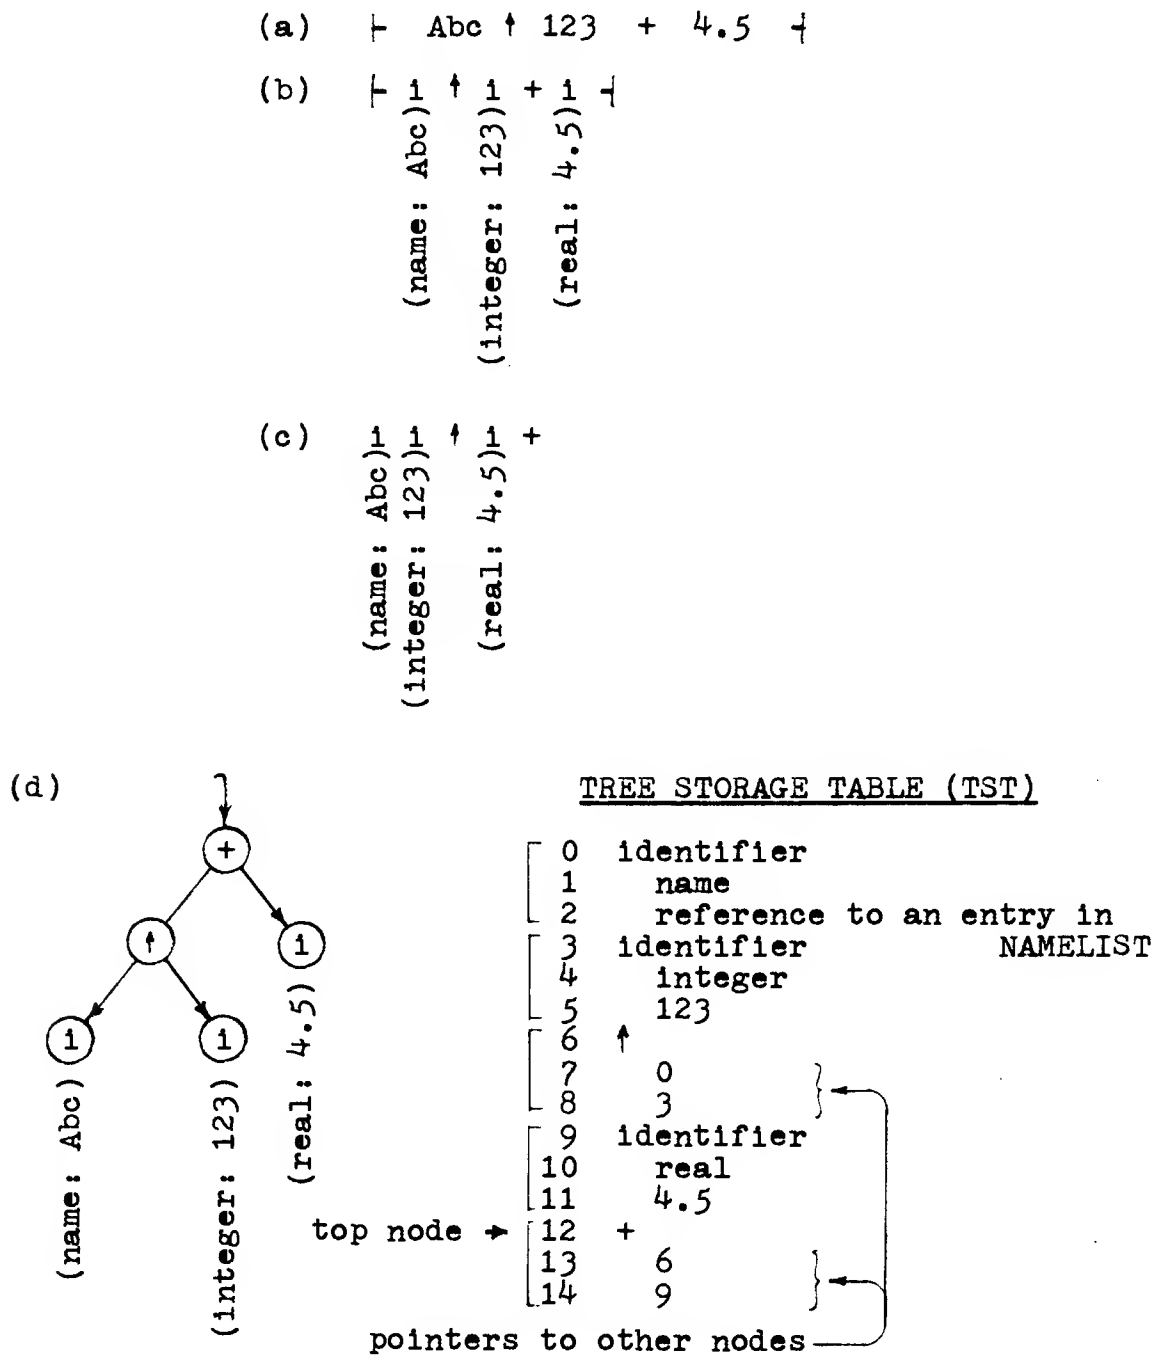 (a) ⊢ Abc ↑ 123 + 4.5 ⊣
(b) ⊢ i ↑ i + i ⊣
(name: Abc)
(integer: 123)
(real: 4.5)
(c) i i ↑ i +
(name: Abc)
(integer: 123)
(real: 4.5)
(d)
+
↑ i
i i
(name: Abc)
(integer: 123)
(real: 4.5)
TREE STORAGE TABLE (TST)
0 identifier
1 name
2 reference to an entry in
NAMELIST
3 identifier
4 integer
5 123
6 ↑
7 0
8 3
9 identifier
10 real
11 4.5
top node → 12 +
13 6
14 9
pointers to other nodes